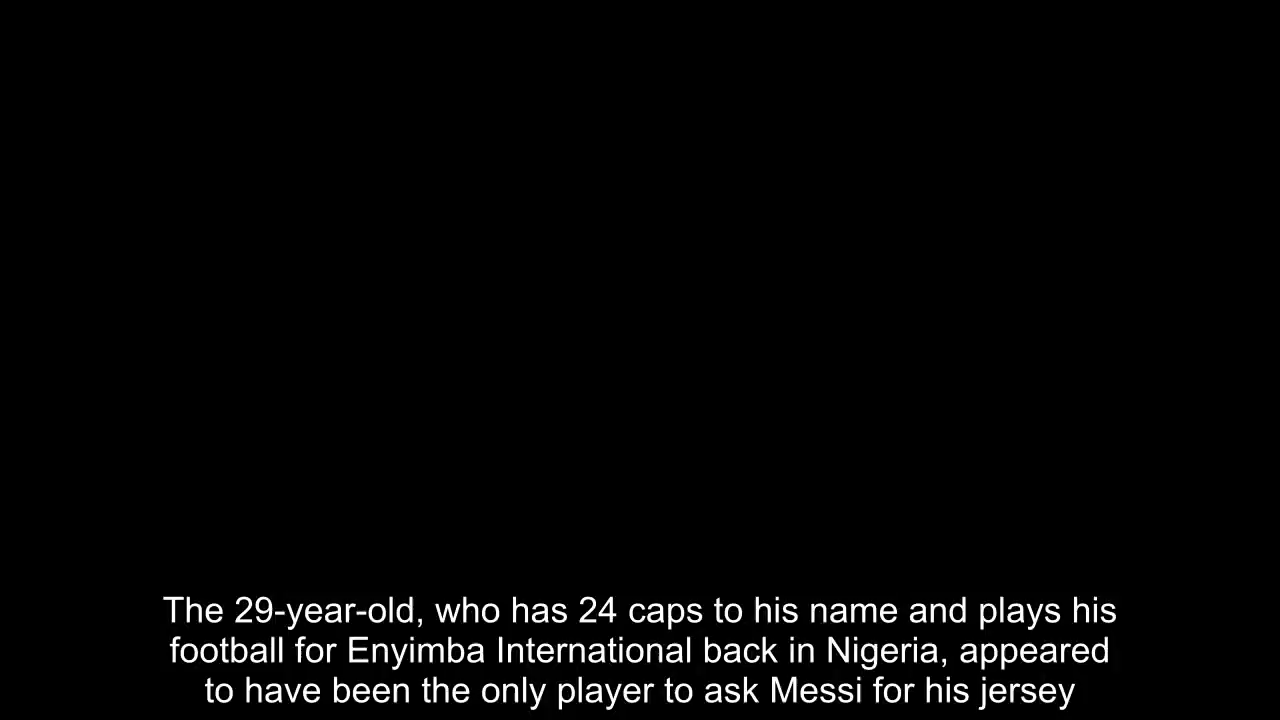 The 29-year-old, who has 24 caps to his name and plays his
football for Enyimba International back in Nigeria, appeared
to have been the only player to ask Messi for his jersey